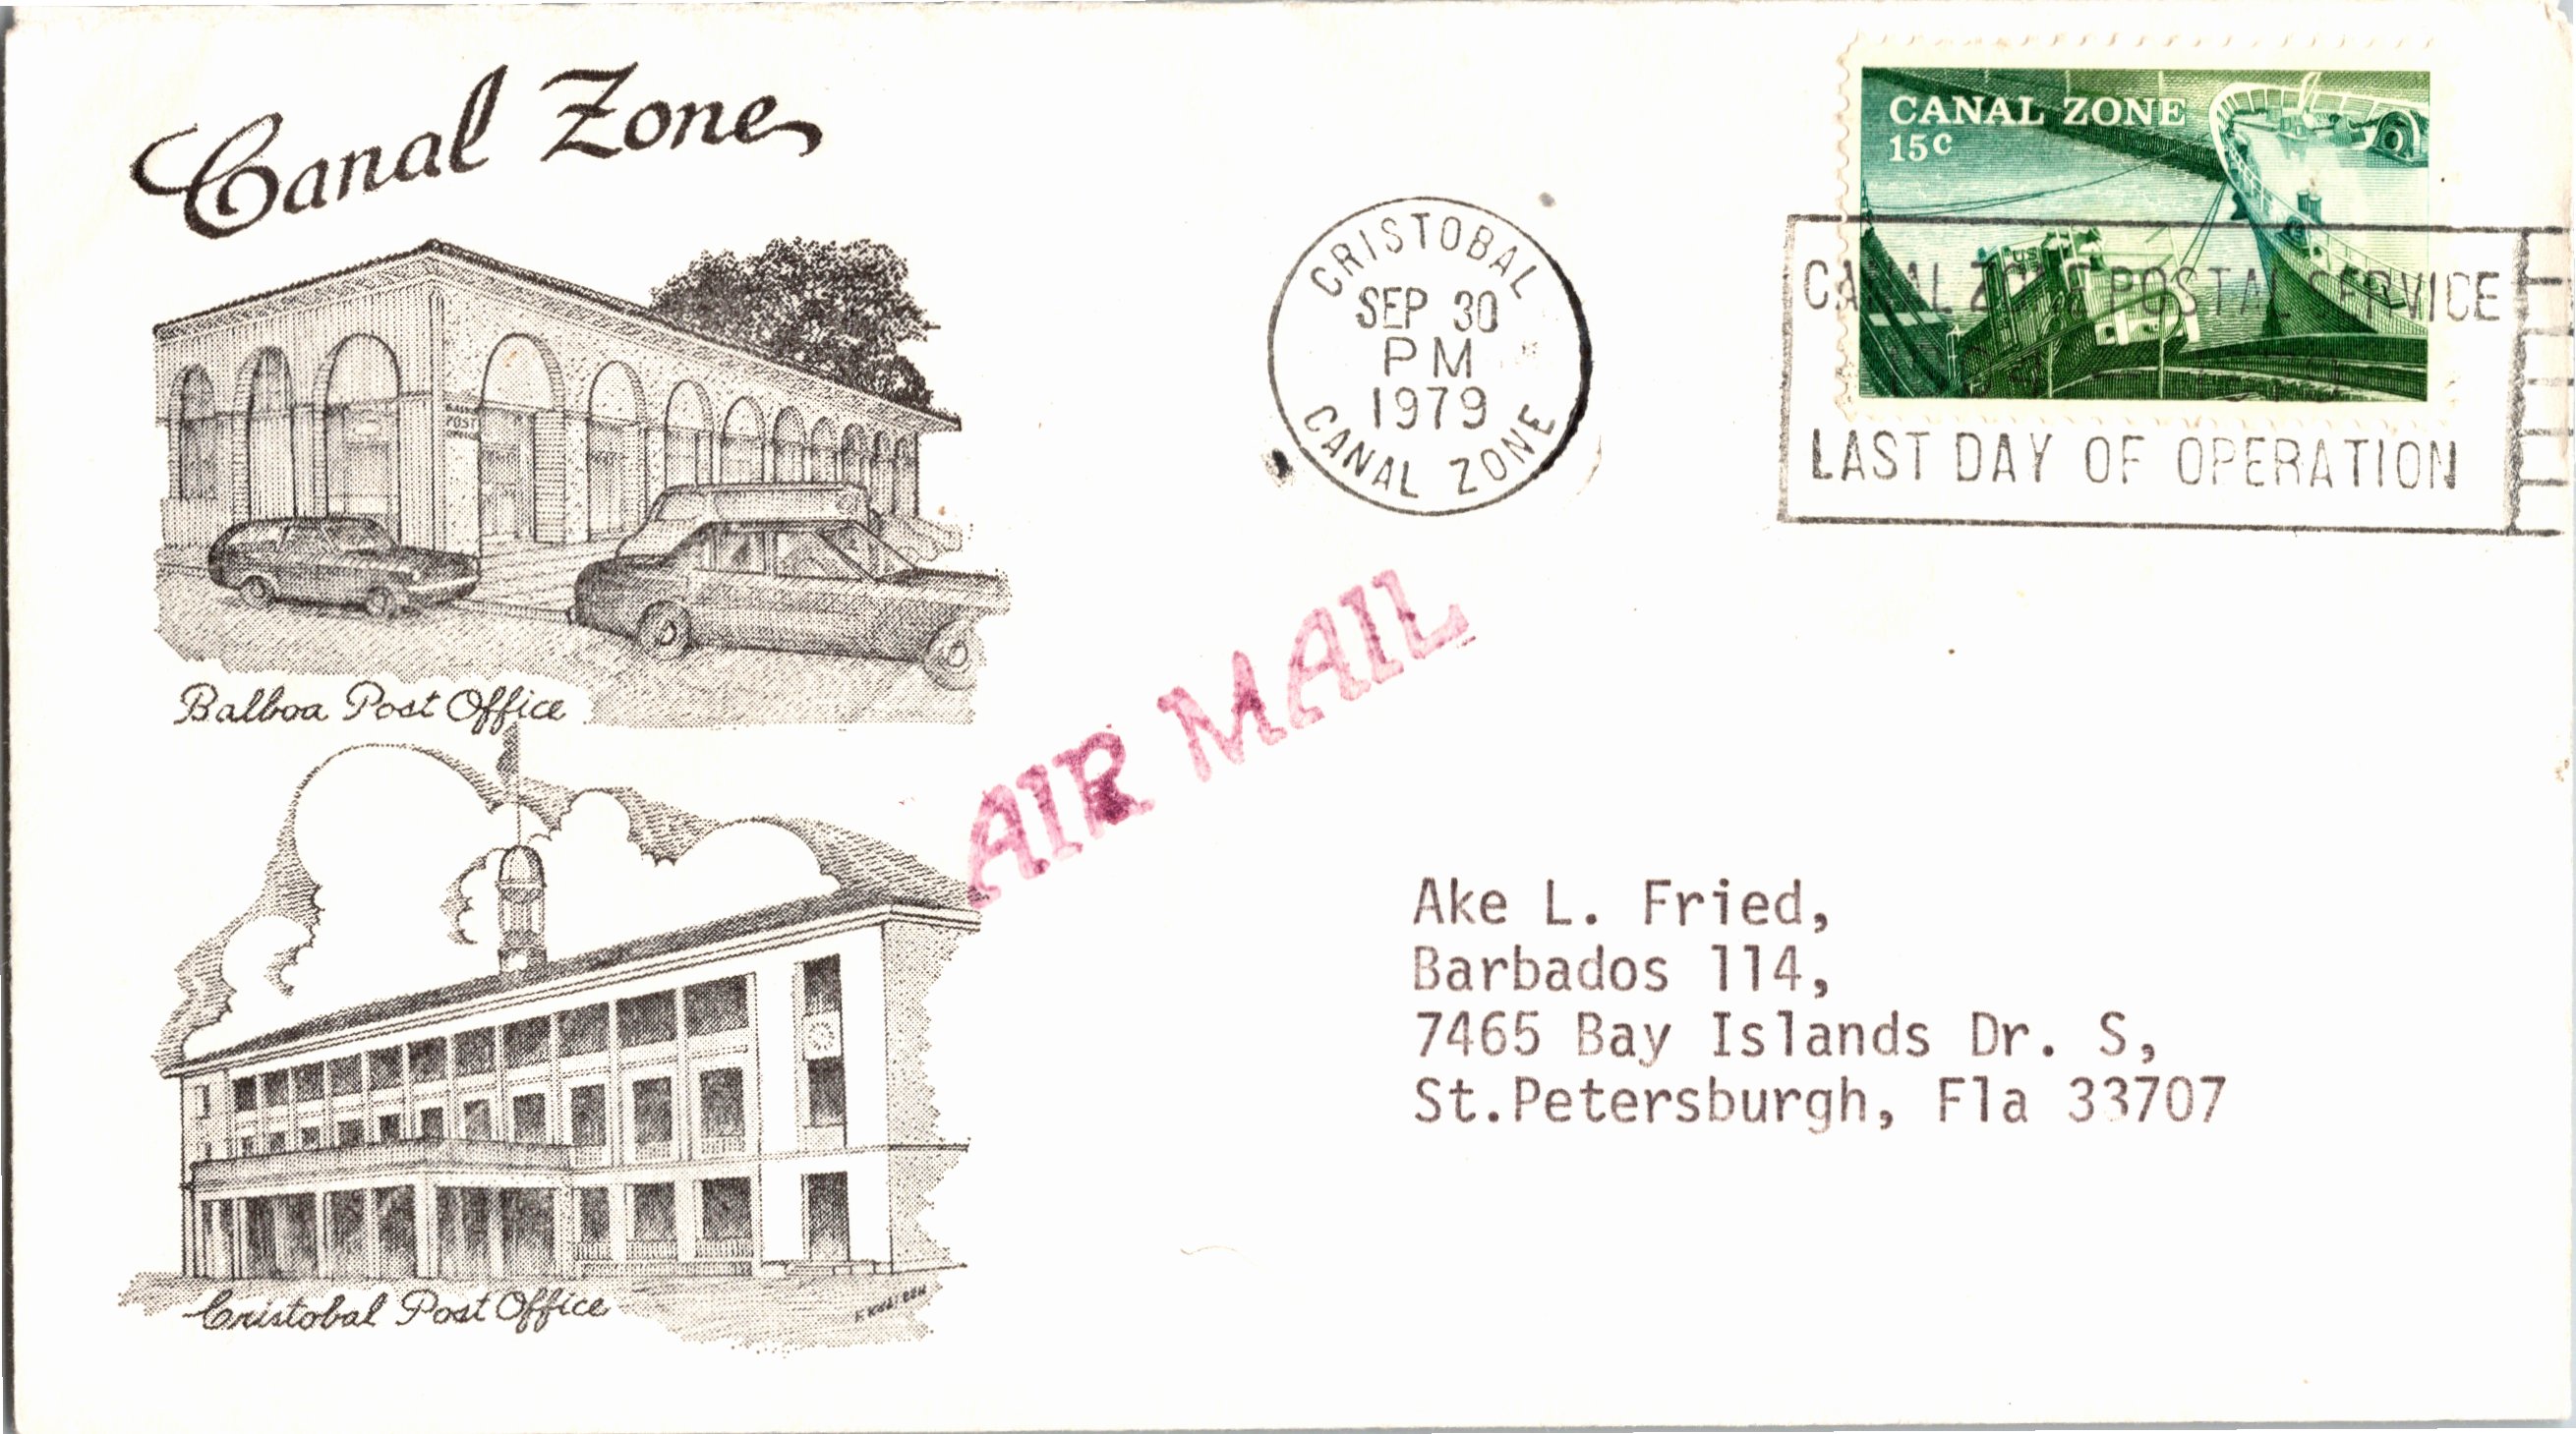 Canal Zone
POST
Balboa Post Office
Cristobal Post Office
CRISTOBAL
SEP 30
PM
1979
CANAL ZONE
CANAL ZONE
15c
US
CANAL ZONE POSTAL SERVICE
LAST DAY OF OPERATION
AIR MAIL
Ake L. Fried,
Barbados 114,
7465 Bay Islands Dr. S,
St.Petersburgh, Fla 33707